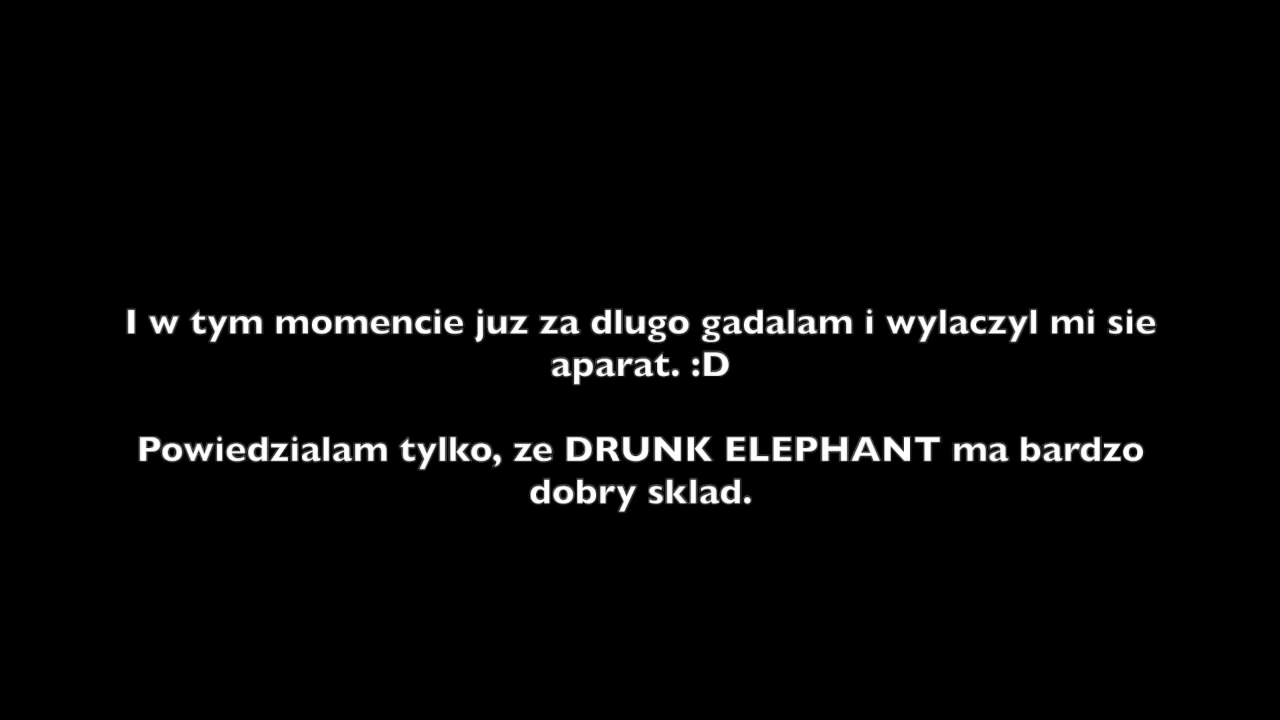 I w tym momencie juz za dlugo gadalam i wylaczyl mi sie
aparat. :D
Powiedzialam tylko, ze DRUNK ELEPHANT ma bardzo
dobry sklad.